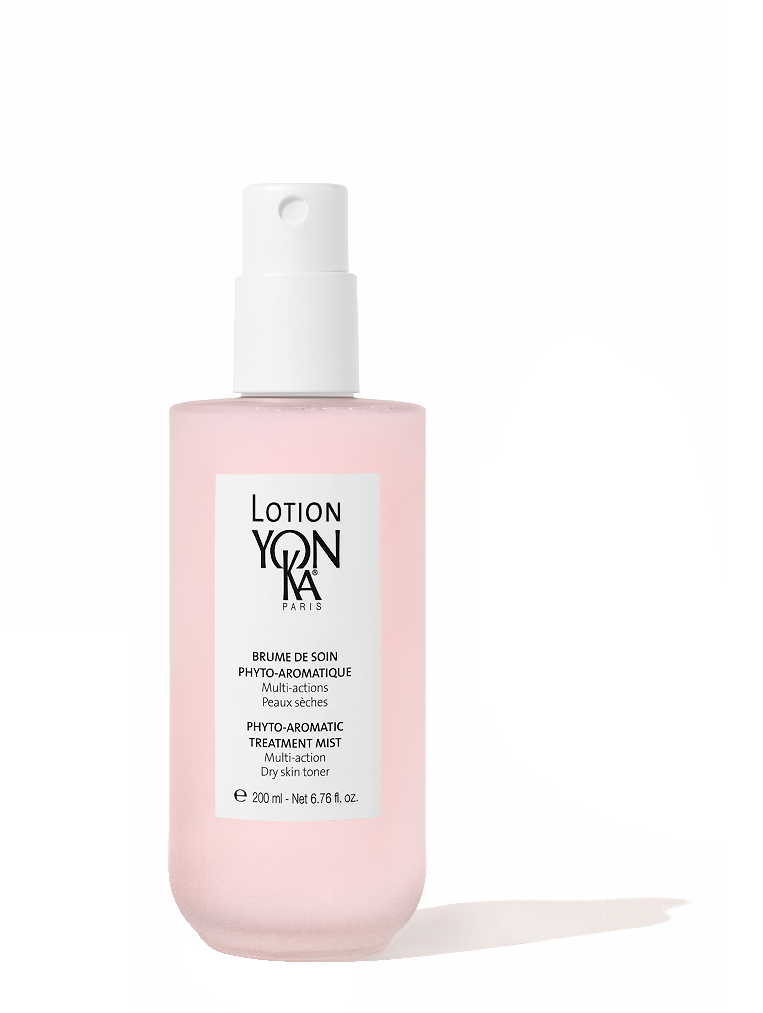 LOTION
YON
KA®
PARIS
BRUME DE SOIN
PHYTO-AROMATIQUE
Multi-actions
Peaux sèches
PHYTO-AROMATIC
TREATMENT MIST
Multi-action
Dry skin toner
℮ 200 ml - Net 6.76 fl. oz.